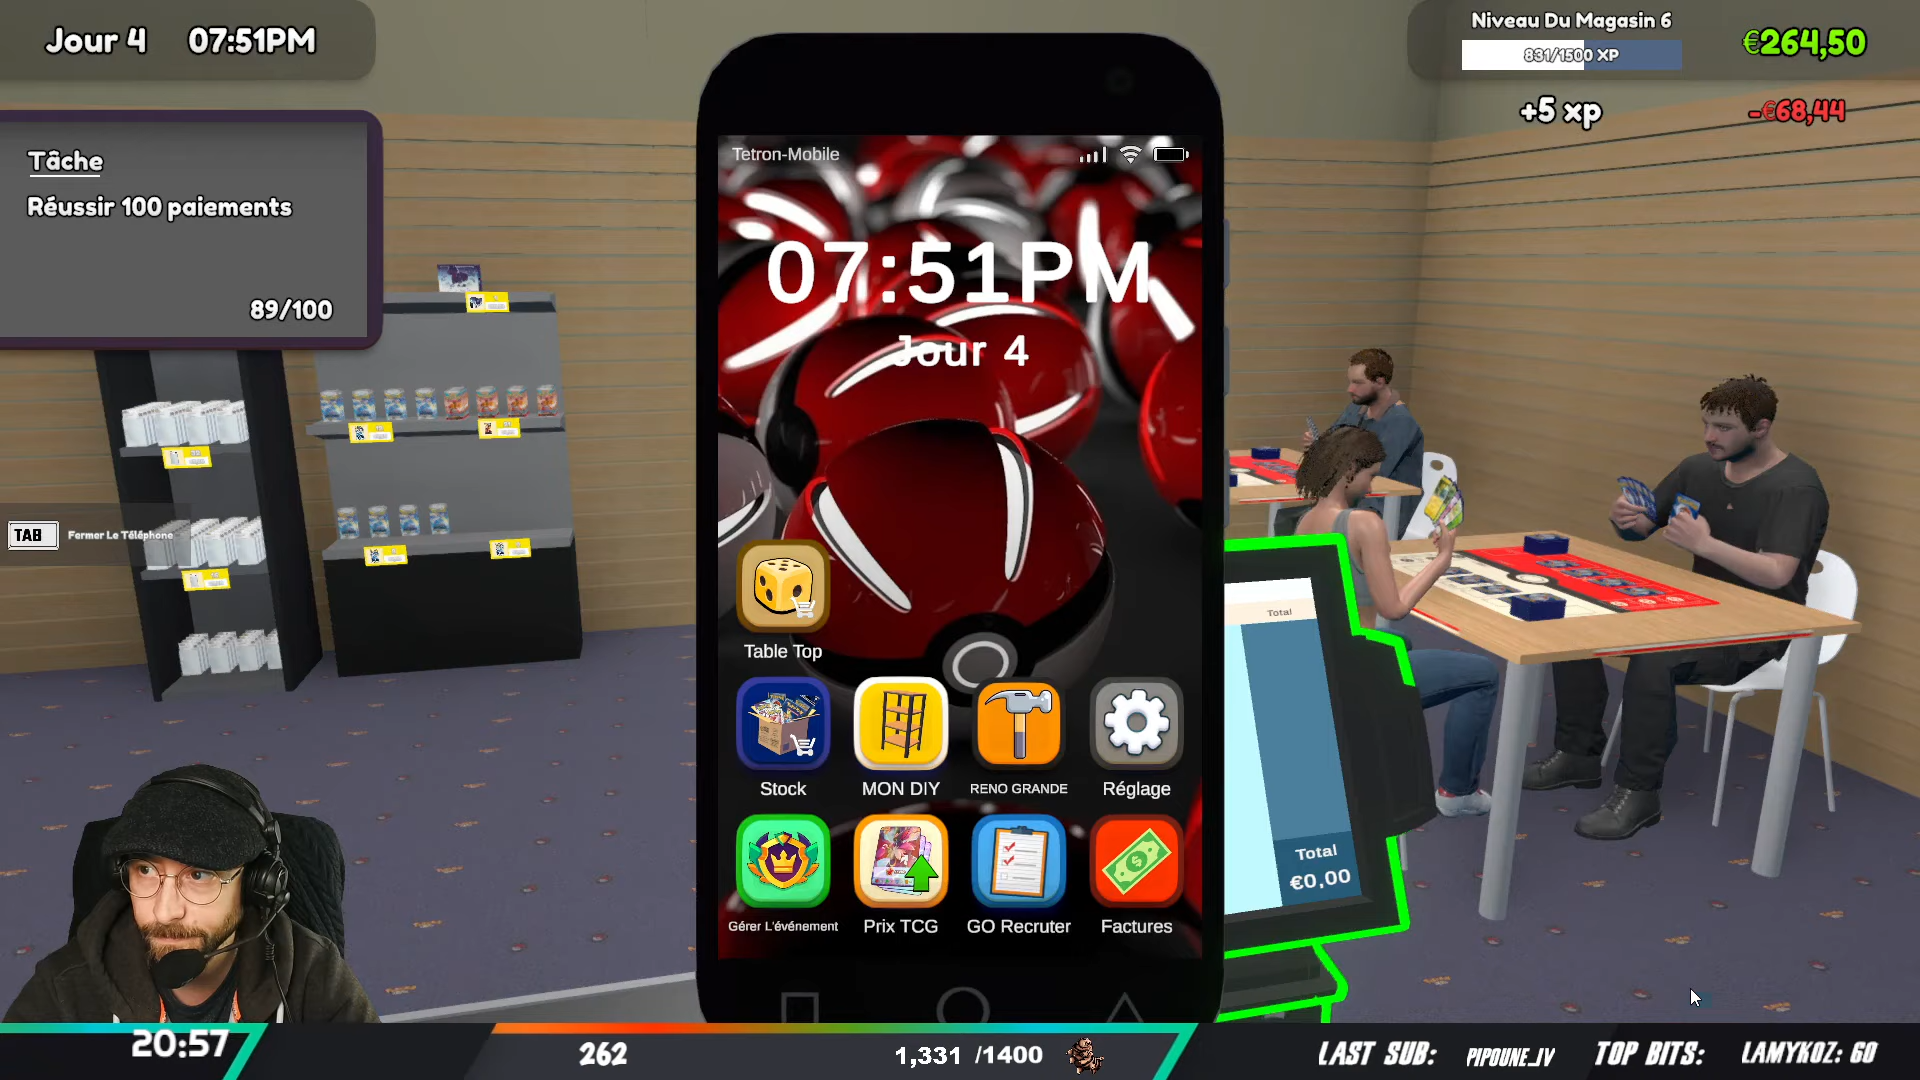 Jour 4 07:51PM
Niveau Du Magasin 6
831/1500 XP
€264,50
+5 xp
-€68,44
Tâche
Réussir 100 paiements
89/100
TAB Fermer Le Téléphone
Tetron-Mobile
07:51PM
Jour 4
Table Top
Stock
MON DIY
RENO GRANDE
Réglage
Gérer L'événement
Prix TCG
GO Recruter
Factures
Total
Total
€0,00
20:57
262
1,331 /1400
LAST SUB: PIPOUNE_JV
TOP BITS: LAMYKOZ: 60